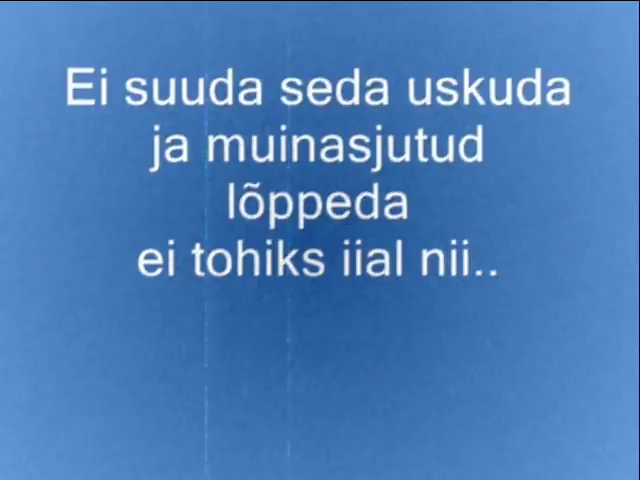 Ei suuda seda uskuda
ja muinasjutud
lõppeda
ei tohiks iial nii..